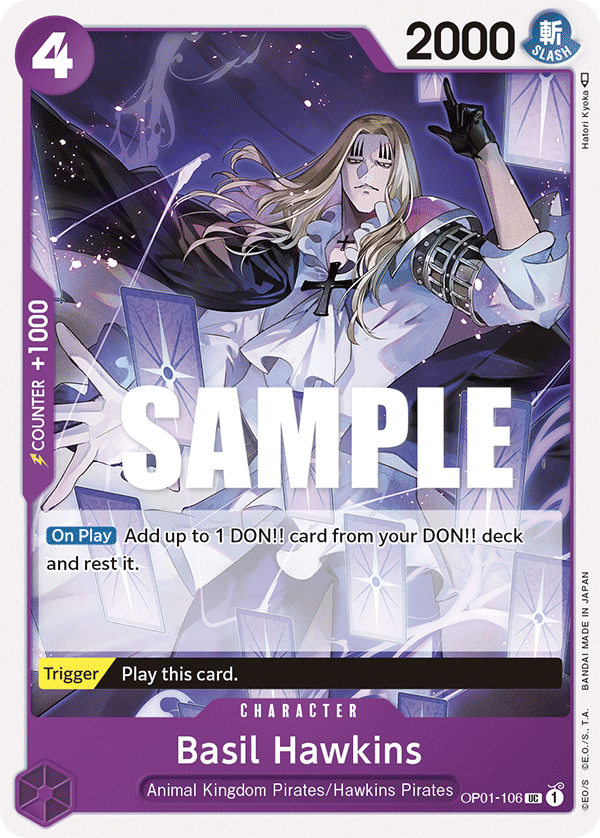 4
2000
斬
SLASH
Hatori Kyoka
COUNTER +1000
SAMPLE
On Play Add up to 1 DON!! card from your DON!! deck
and rest it.
Trigger Play this card.
CHARACTER
Basil Hawkins
Animal Kingdom Pirates/Hawkins Pirates
OP01-106 UC 1
©E.O/S ©E.O./S., T.A. BANDAI MADE IN JAPAN